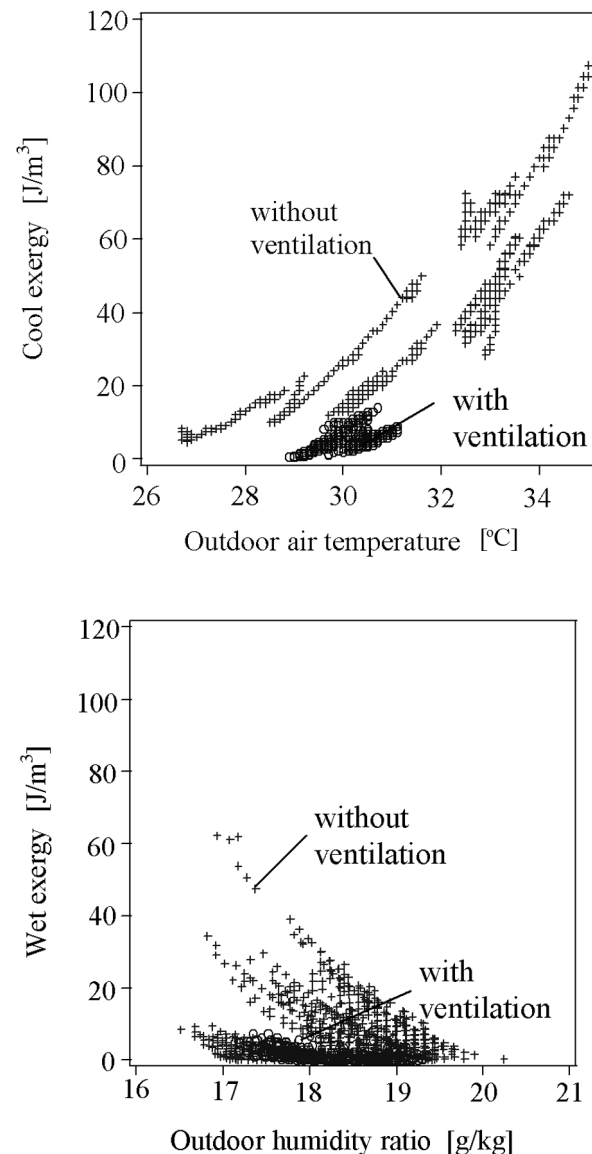 120
100
80
60
40
20
0
Cool exergy [J/m³]
without
ventilation
with
ventilation
26 28 30 32 34
Outdoor air temperature [°C]
120
100
80
60
40
20
0
Wet exergy [J/m³]
without
ventilation
with
ventilation
16 17 18 19 20 21
Outdoor humidity ratio [g/kg]